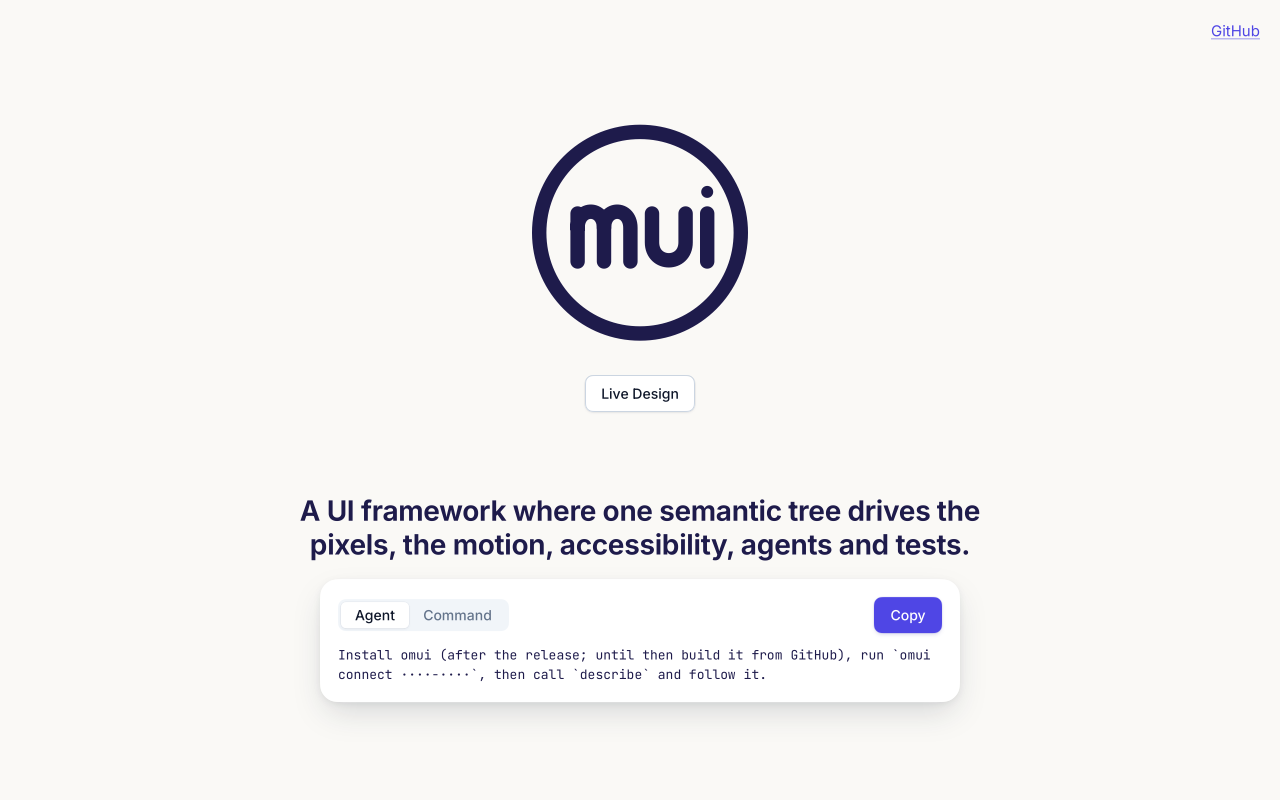 GitHub
mui
Live Design
A UI framework where one semantic tree drives the
pixels, the motion, accessibility, agents and tests.
Agent
Command
Copy
Install omui (after the release; until then build it from GitHub), run `omui
connect ····-····`, then call `describe` and follow it.